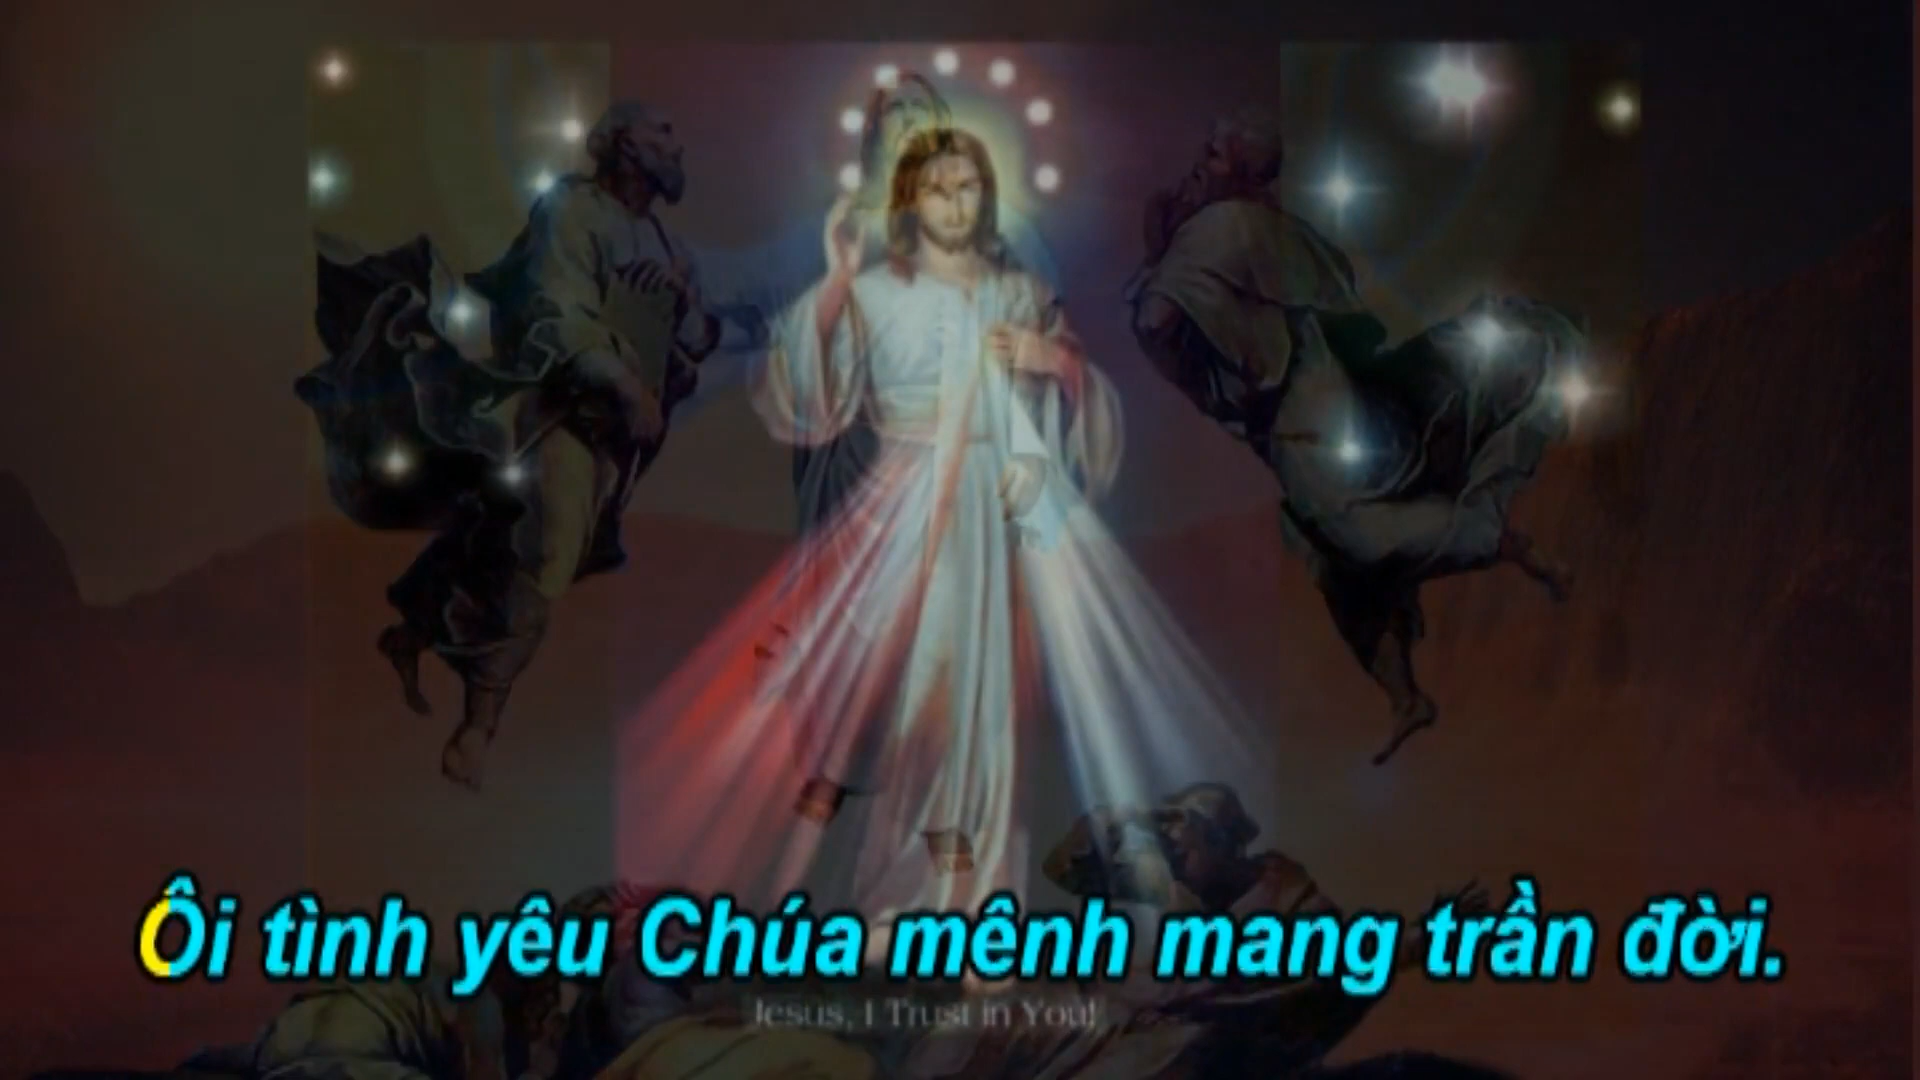 Ôi tình yêu Chúa mênh mang trần đời.
Jesus, I Trust in You!